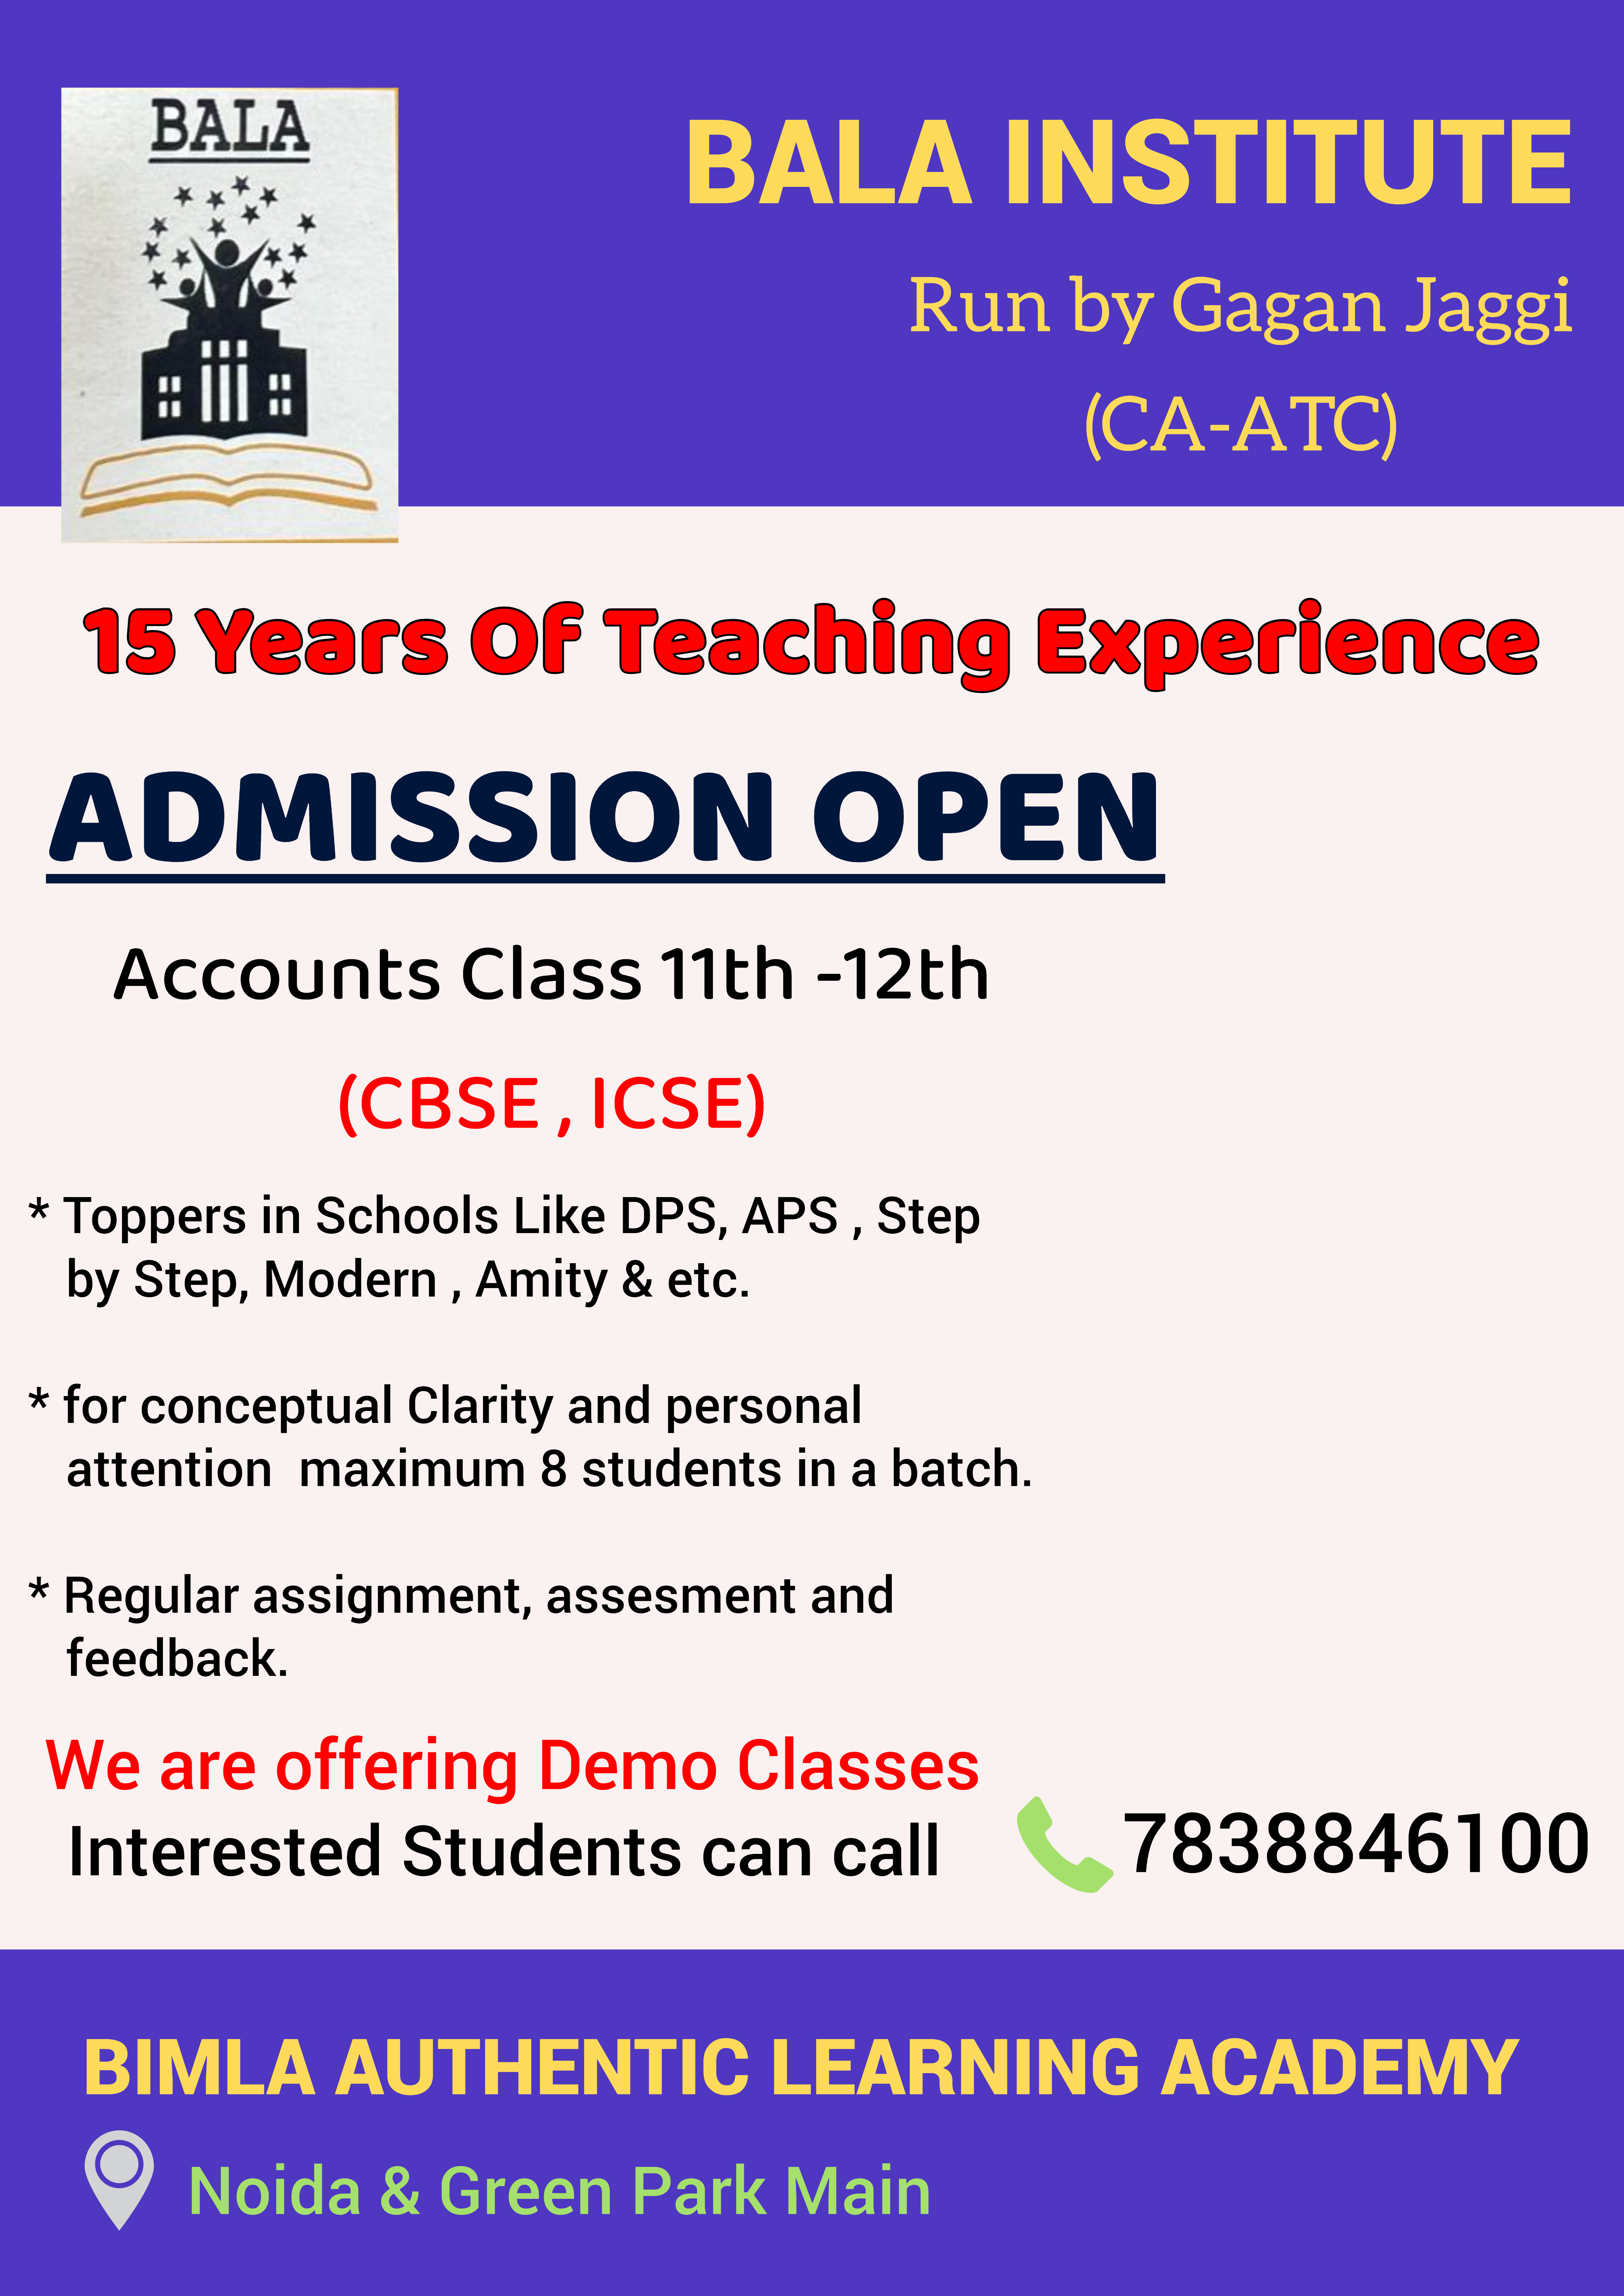 BALA
BALA INSTITUTE
Run by Gagan Jaggi
(CA-ATC)
15 Years Of Teaching Experience
ADMISSION OPEN
Accounts Class 11th -12th
(CBSE , ICSE)
* Toppers in Schools Like DPS, APS , Step
by Step, Modern , Amity & etc.
* for conceptual Clarity and personal
attention  maximum 8 students in a batch.
* Regular assignment, assesment and
feedback.
We are offering Demo Classes
Interested Students can call
7838846100
BIMLA AUTHENTIC LEARNING ACADEMY
Noida & Green Park Main